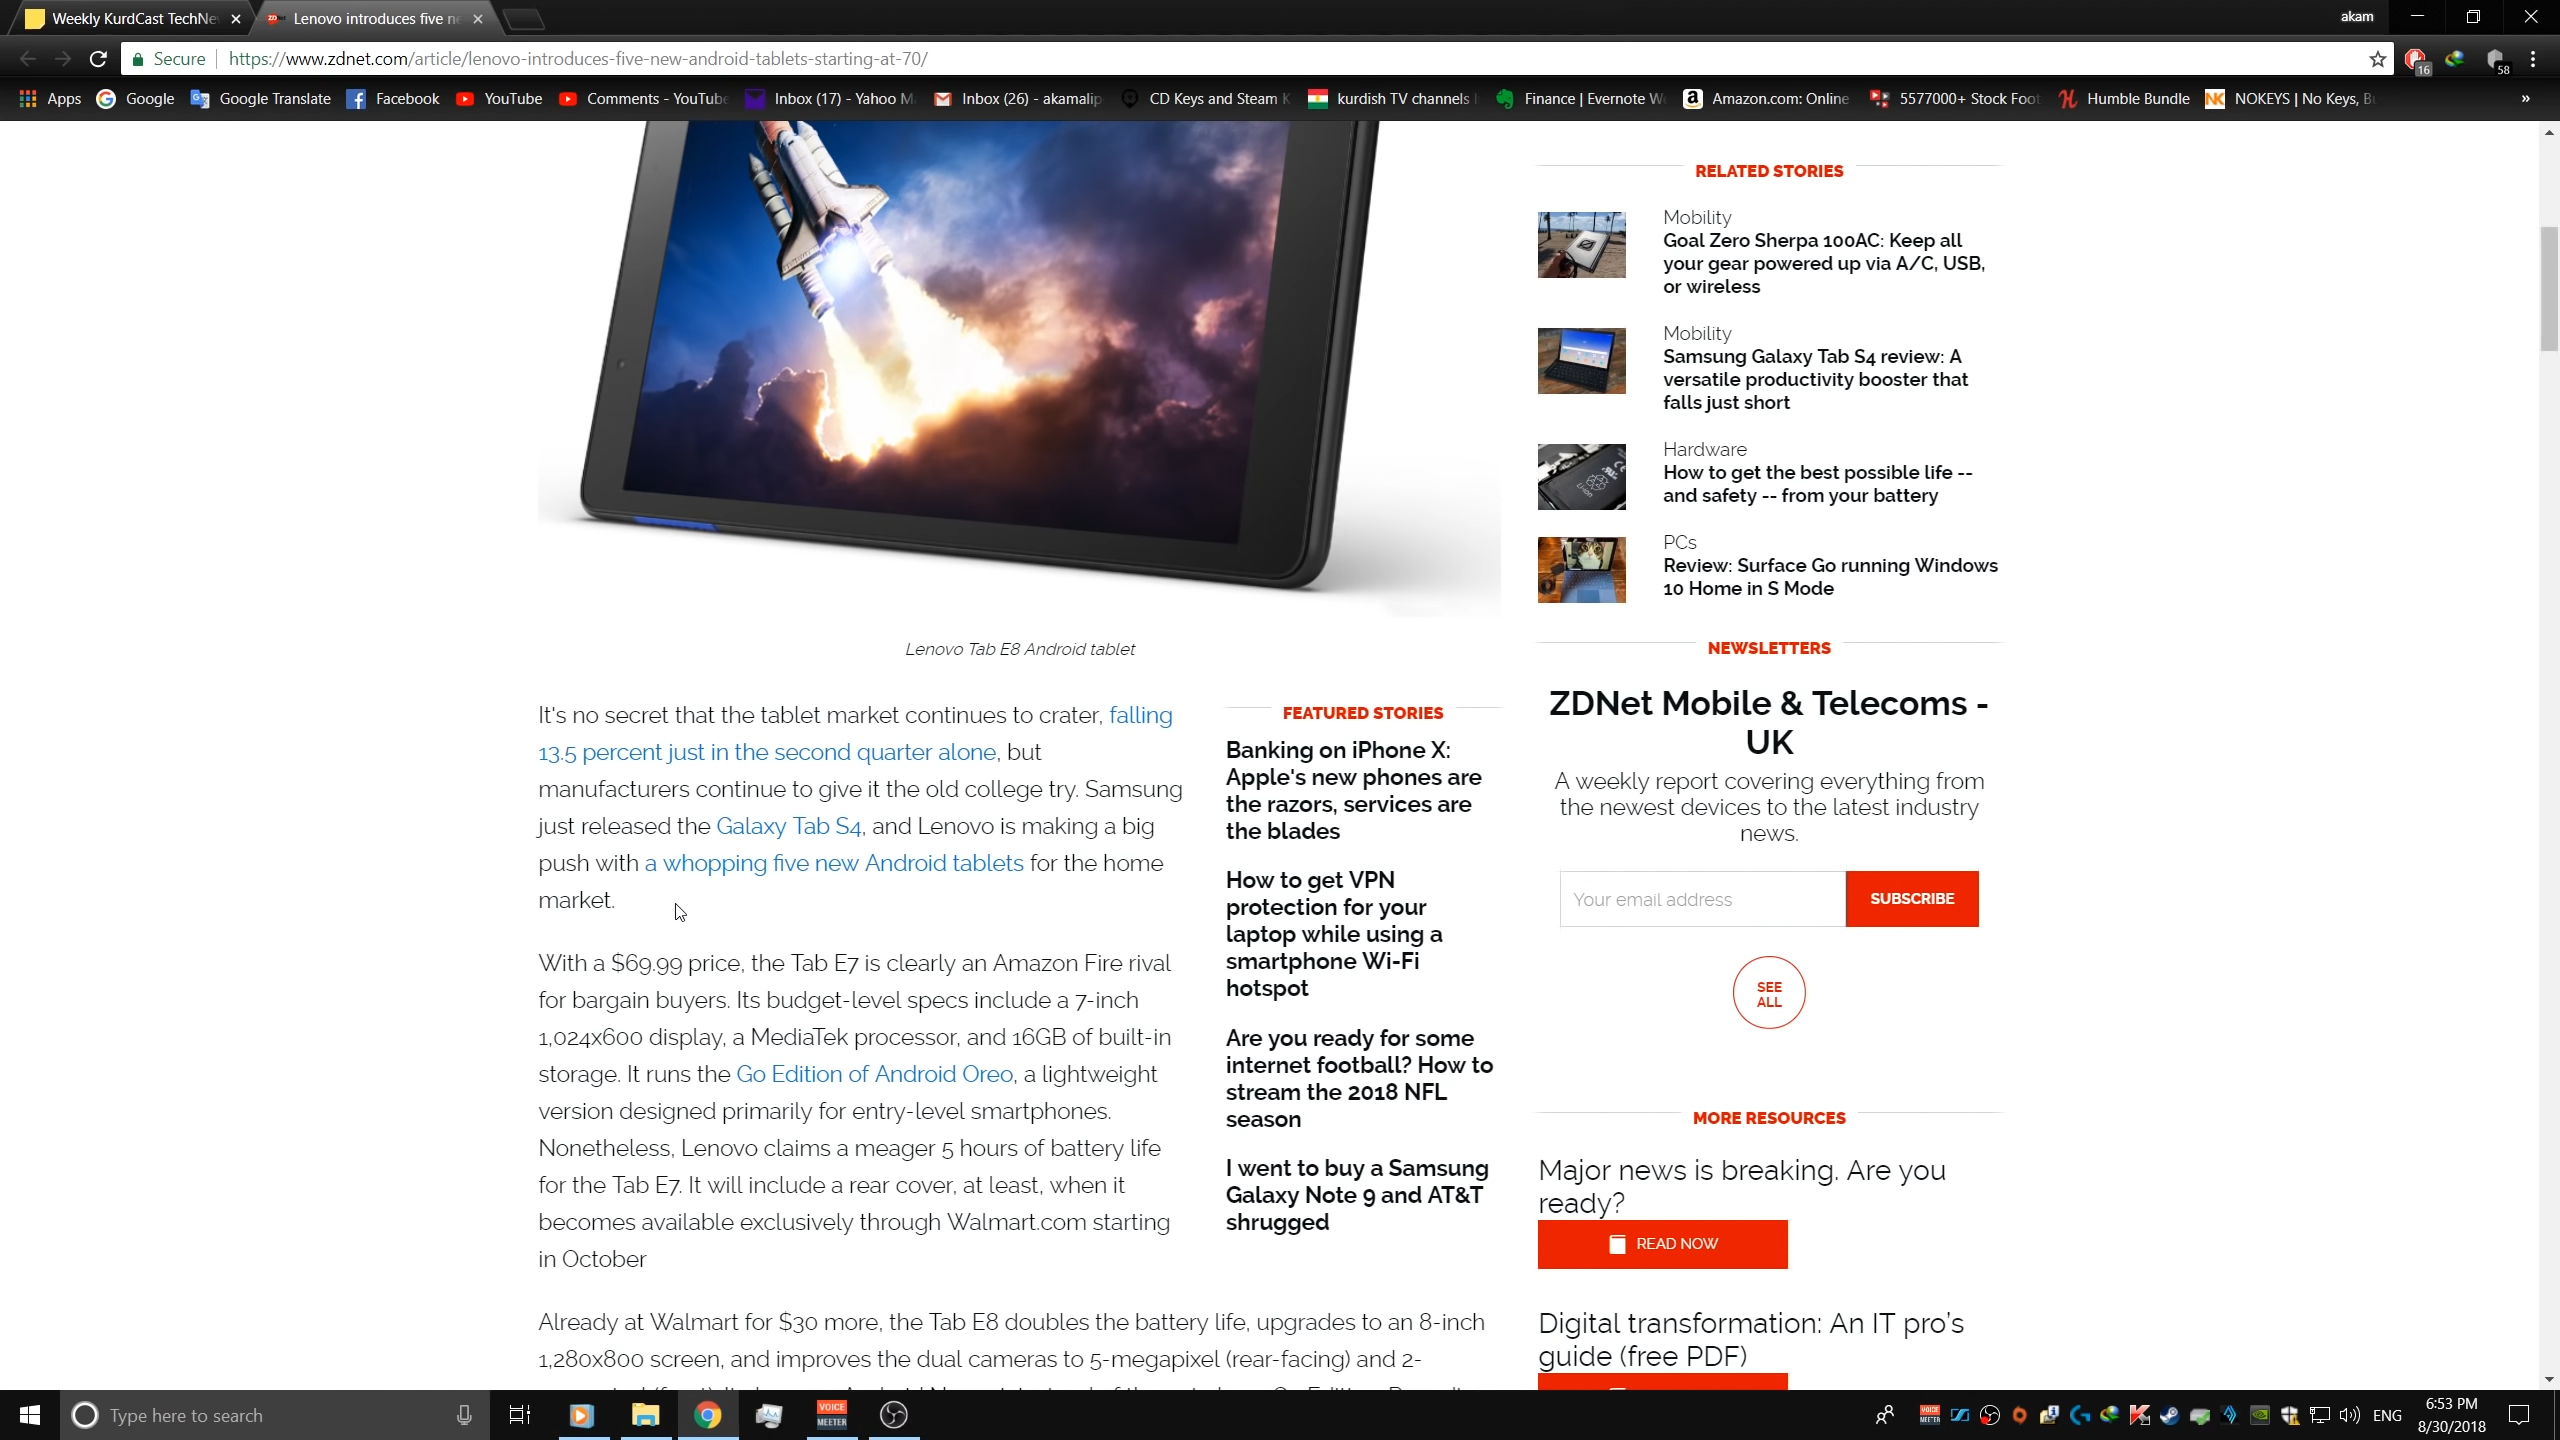 Weekly KurdCast TechNe
Lenovo introduces five ne
akam
Secure
https://www.zdnet.com/article/lenovo-introduces-five-new-android-tablets-starting-at-70/
16
58
Apps
Google
Google Translate
Facebook
YouTube
Comments - YouTube
Inbox (17) - Yahoo M
Inbox (26) - akamalip
CD Keys and Steam K
kurdish TV channels
Finance | Evernote W
Amazon.com: Online
5577000+ Stock Foot
Humble Bundle
NOKEYS | No Keys, B
»
Lenovo Tab E8 Android tablet
It's no secret that the tablet market continues to crater, falling
13.5 percent just in the second quarter alone, but
manufacturers continue to give it the old college try. Samsung
just released the Galaxy Tab S4, and Lenovo is making a big
push with a whopping five new Android tablets for the home
market.
With a $69.99 price, the Tab E7 is clearly an Amazon Fire rival
for bargain buyers. Its budget-level specs include a 7-inch
1,024x600 display, a MediaTek processor, and 16GB of built-in
storage. It runs the Go Edition of Android Oreo, a lightweight
version designed primarily for entry-level smartphones.
Nonetheless, Lenovo claims a meager 5 hours of battery life
for the Tab E7. It will include a rear cover, at least, when it
becomes available exclusively through Walmart.com starting
in October
Already at Walmart for $30 more, the Tab E8 doubles the battery life, upgrades to an 8-inch
1,280x800 screen, and improves the dual cameras to 5-megapixel (rear-facing) and 2-
FEATURED STORIES
Banking on iPhone X:
Apple's new phones are
the razors, services are
the blades
How to get VPN
protection for your
laptop while using a
smartphone Wi-Fi
hotspot
Are you ready for some
internet football? How to
stream the 2018 NFL
season
I went to buy a Samsung
Galaxy Note 9 and AT&T
shrugged
RELATED STORIES
Mobility
Goal Zero Sherpa 100AC: Keep all
your gear powered up via A/C, USB,
or wireless
Mobility
Samsung Galaxy Tab S4 review: A
versatile productivity booster that
falls just short
Hardware
How to get the best possible life --
and safety -- from your battery
PCs
Review: Surface Go running Windows
10 Home in S Mode
NEWSLETTERS
ZDNet Mobile & Telecoms -
UK
A weekly report covering everything from
the newest devices to the latest industry
news.
Your email address
SUBSCRIBE
SEE
ALL
MORE RESOURCES
Major news is breaking. Are you
ready?
READ NOW
Digital transformation: An IT pro's
guide (free PDF)
Type here to search
VOICE
MEETER
ENG
6:53 PM
8/30/2018